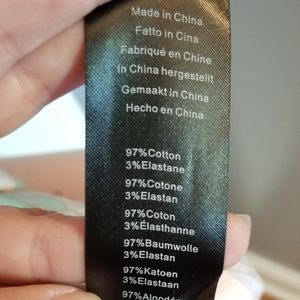 Made in China
Fatto in Cina
Fabriqué en Chine
In China hergestellt
Gemaakt in China
Hecho en China
97%Cotton
3%Elastane
97%Cotone
3%Elastan
97%Coton
3%Élasthanne
97%Baumwolle
3%Elastan
97%Katoen
3%Elastaan
97%Algodón